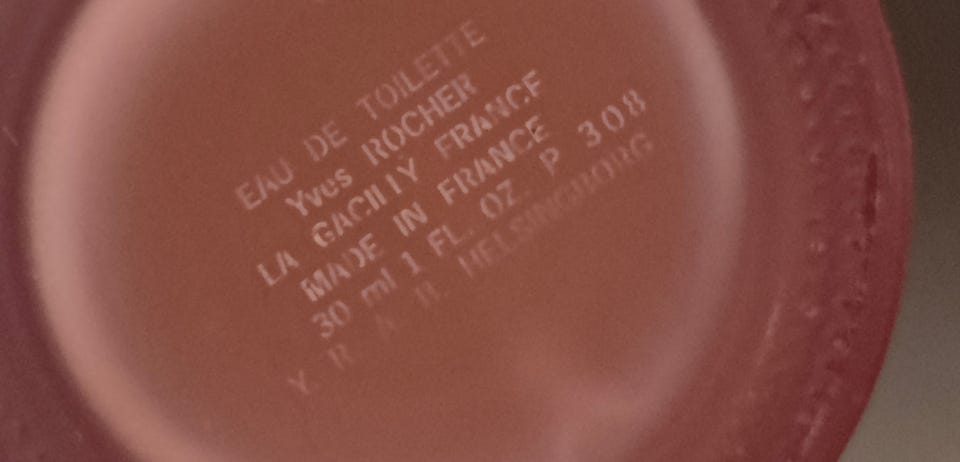 EAU DE TOILETTE
Yves ROCHER
LA GACILLY FRANCE
MADE IN FRANCE
30 ml 1 FL. OZ. P 308
Y. R. HELSINGBORG